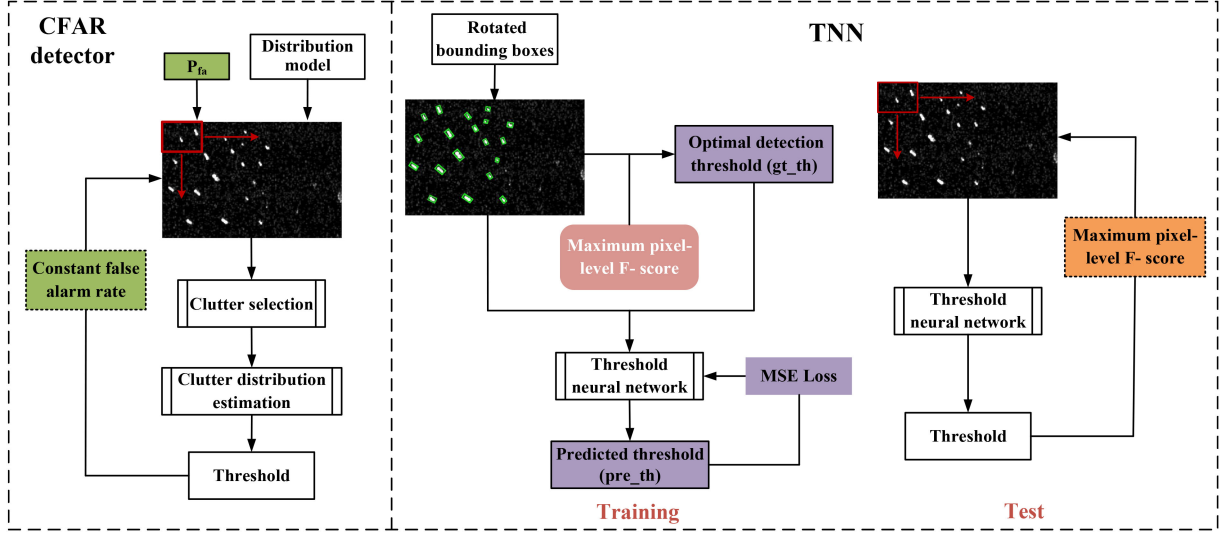 CFAR
detector
P_fa
Distribution
model
Constant false
alarm rate
Clutter selection
Clutter distribution
estimation
Threshold
TNN
Rotated
bounding boxes
Optimal detection
threshold (gt_th)
Maximum pixel-
level F- score
Threshold
neural network
MSE Loss
Predicted threshold
(pre_th)
Training
Threshold
neural network
Threshold
Maximum pixel-
level F- score
Test